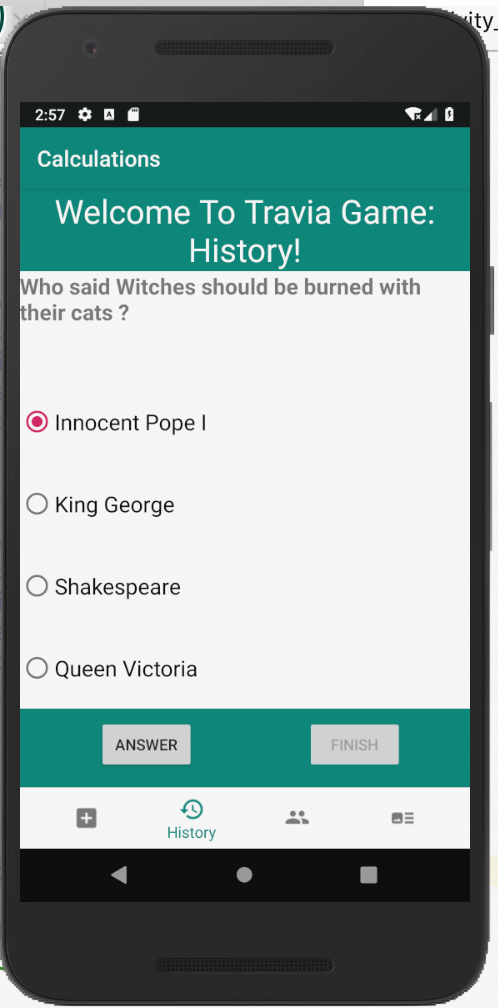 vity_
2:57
Calculations
Welcome To Travia Game:
History!
Who said Witches should be burned with
their cats ?
Innocent Pope I
King George
Shakespeare
Queen Victoria
ANSWER FINISH
History